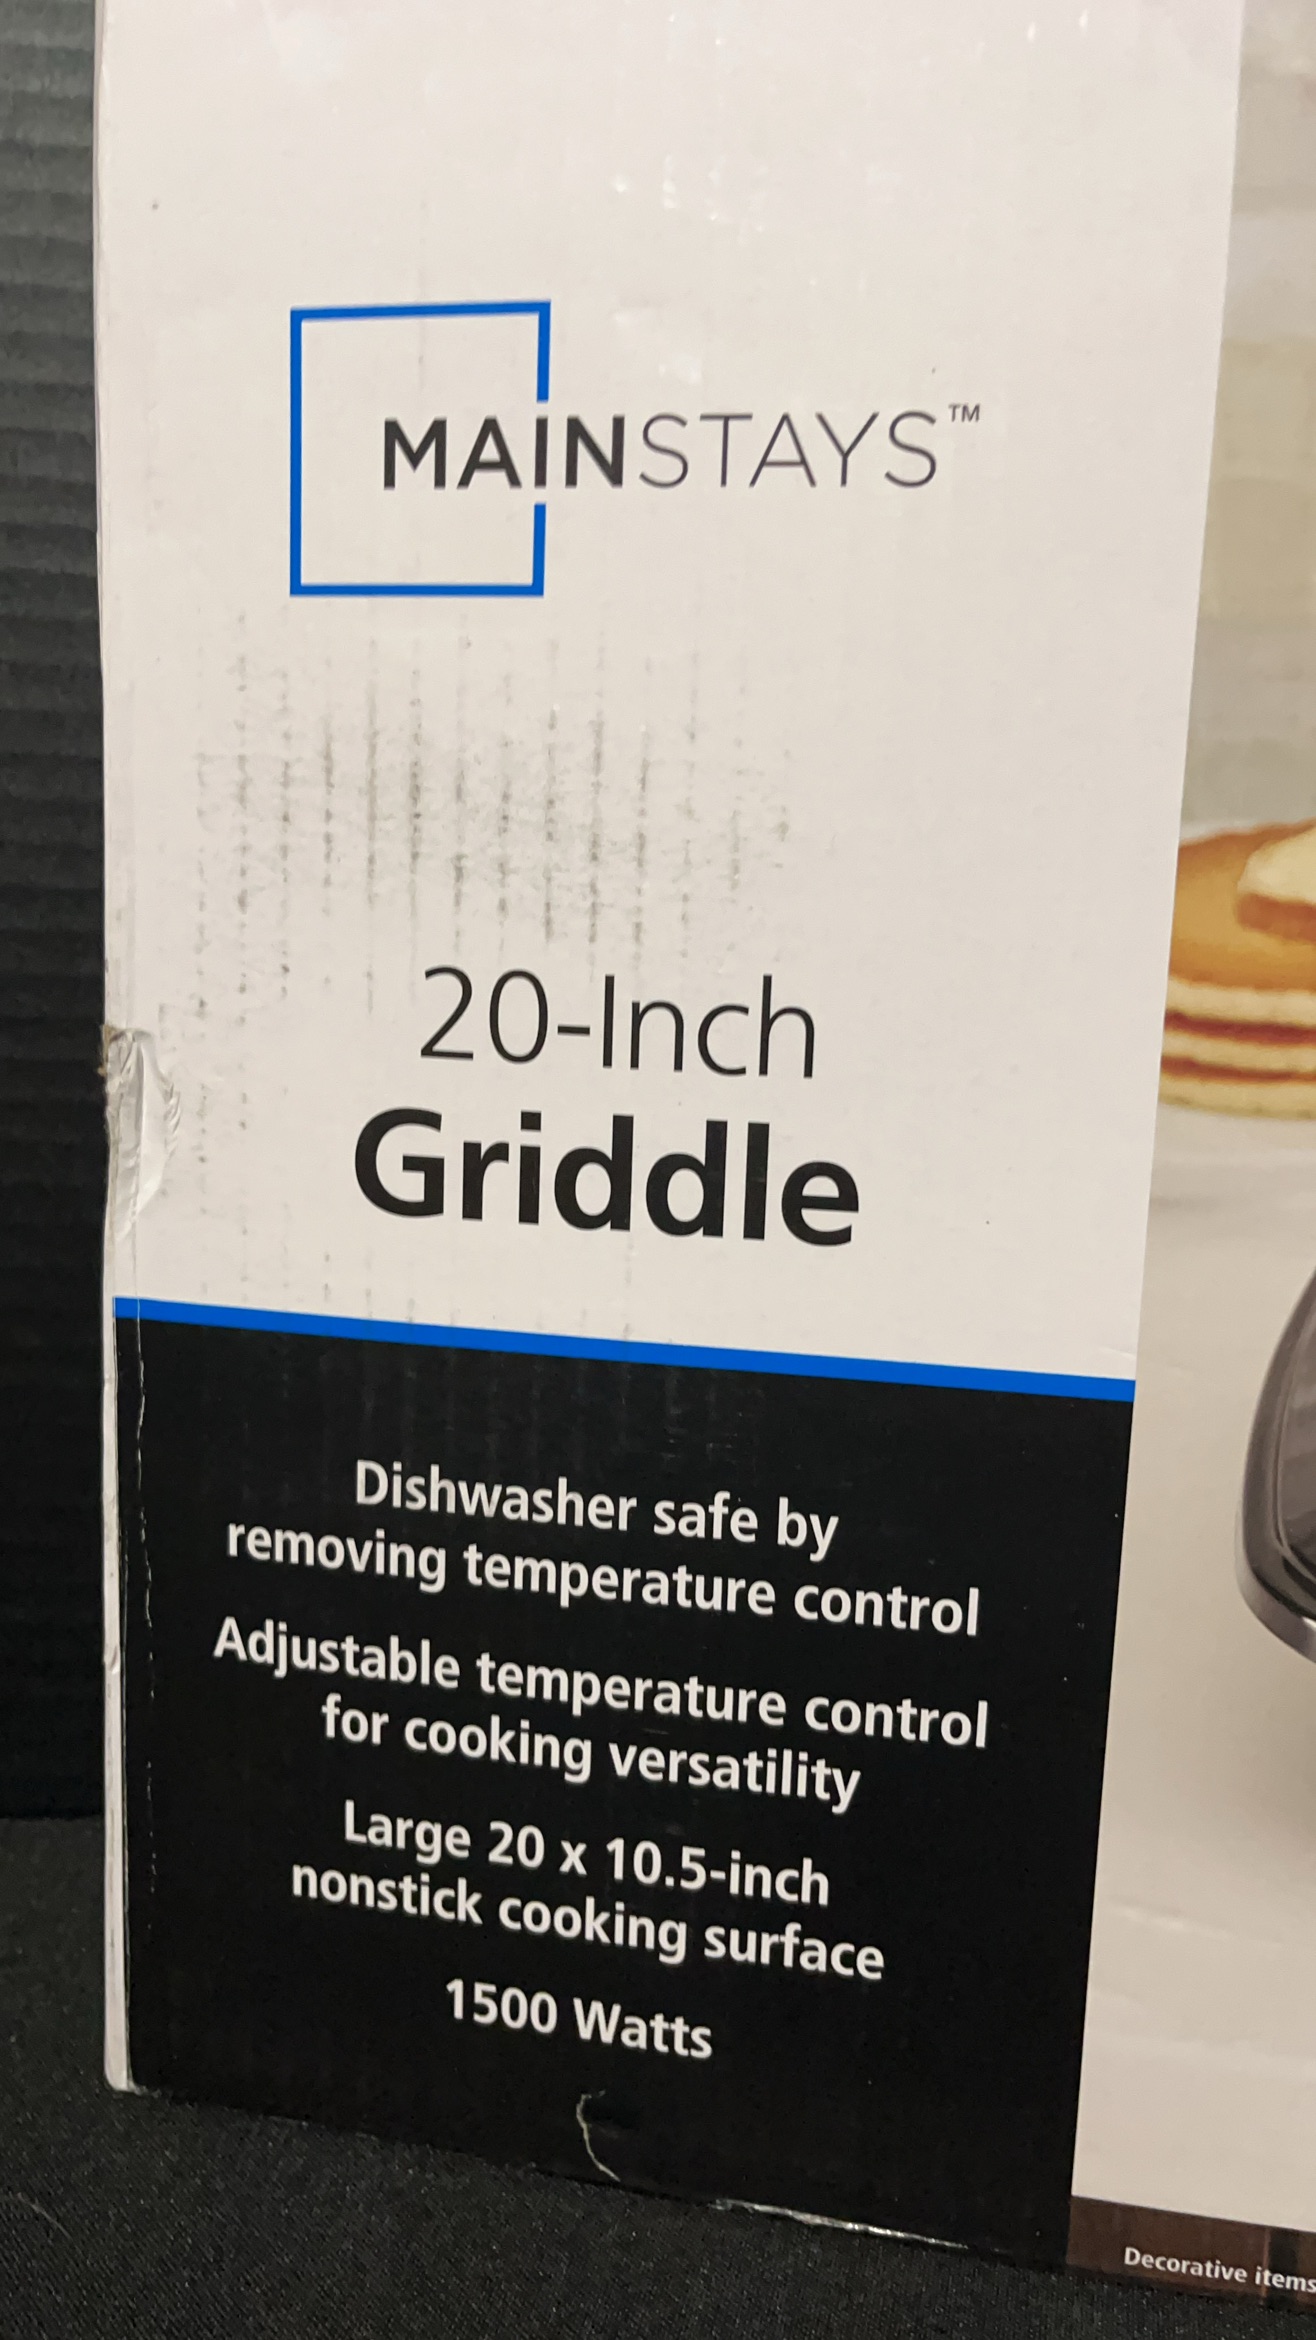 MAINSTAYS™
20-Inch
Griddle
Dishwasher safe by
removing temperature control
Adjustable temperature control
for cooking versatility
Large 20 x 10.5-inch
nonstick cooking surface
1500 Watts
Decorative items